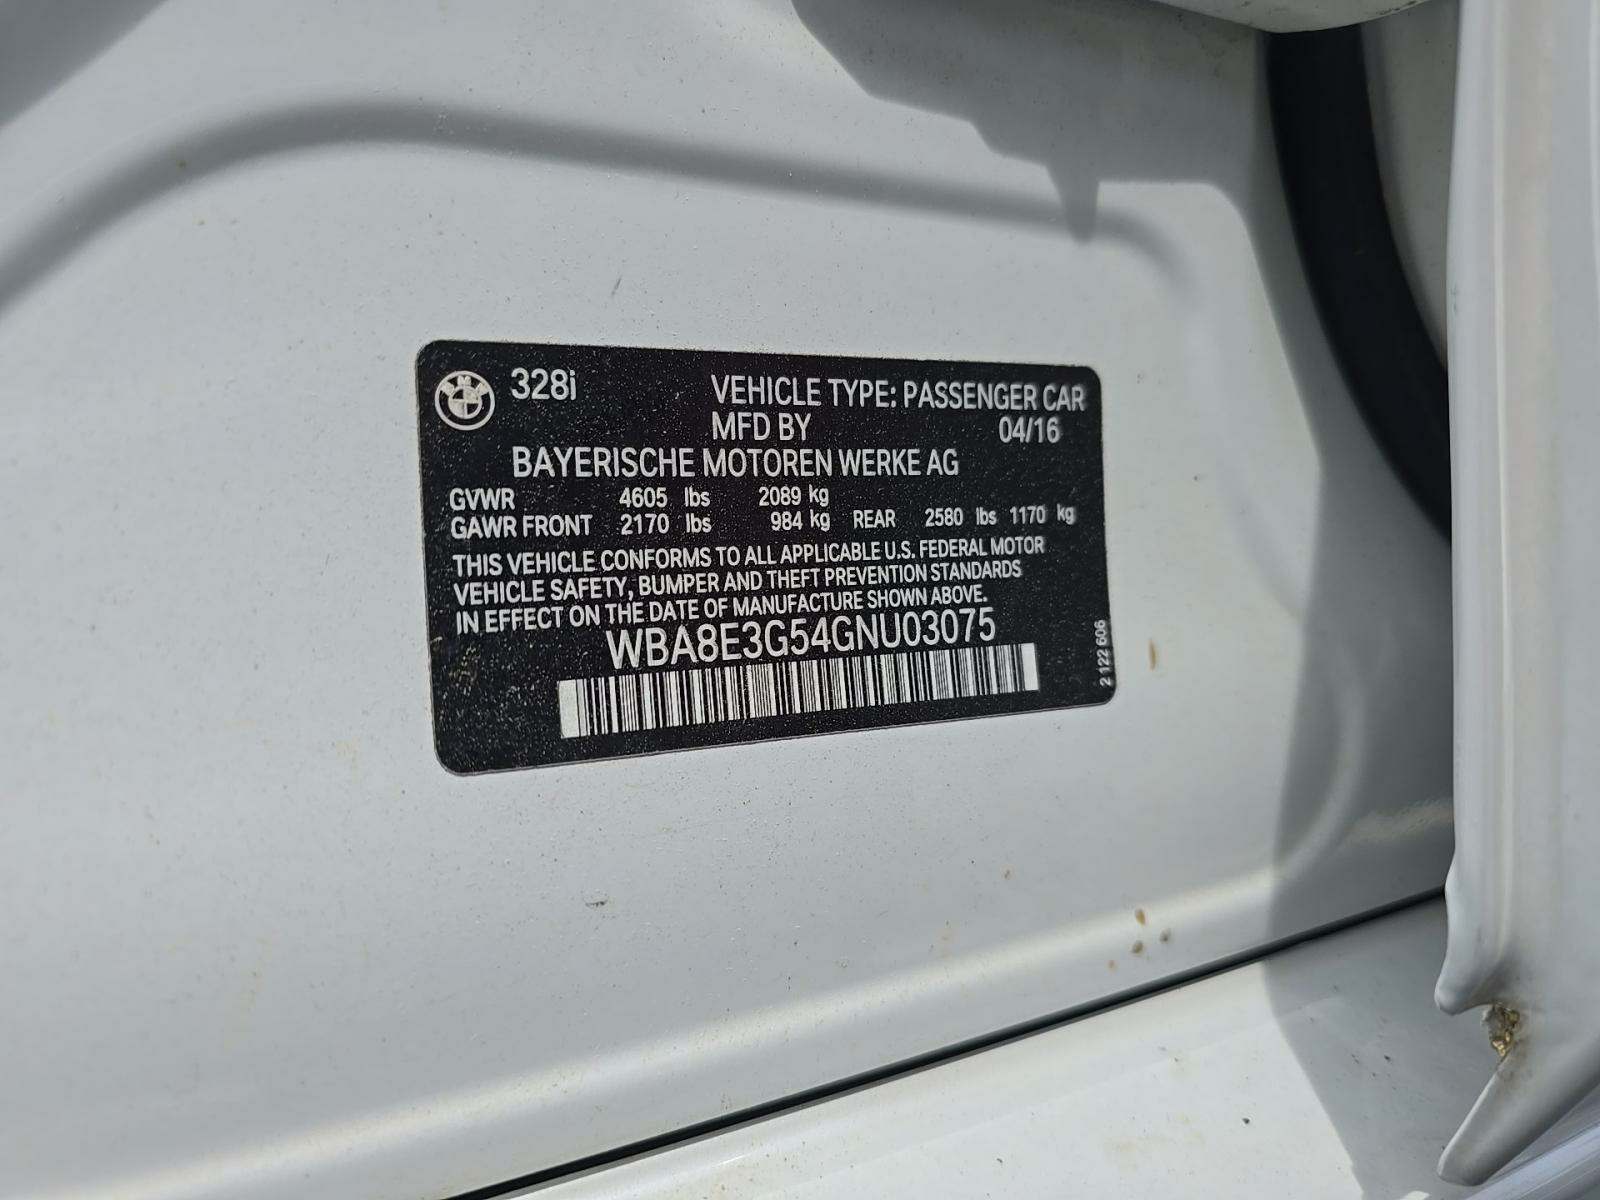 BMW 328i VEHICLE TYPE: PASSENGER CAR
MFD BY 04/16
BAYERISCHE MOTOREN WERKE AG
GVWR 4605 lbs 2089 kg
GAWR FRONT 2170 lbs 984 kg REAR 2580 lbs 1170 kg
THIS VEHICLE CONFORMS TO ALL APPLICABLE U.S. FEDERAL MOTOR
VEHICLE SAFETY, BUMPER AND THEFT PREVENTION STANDARDS
IN EFFECT ON THE DATE OF MANUFACTURE SHOWN ABOVE.
WBA8E3G54GNU03075
2 122 606